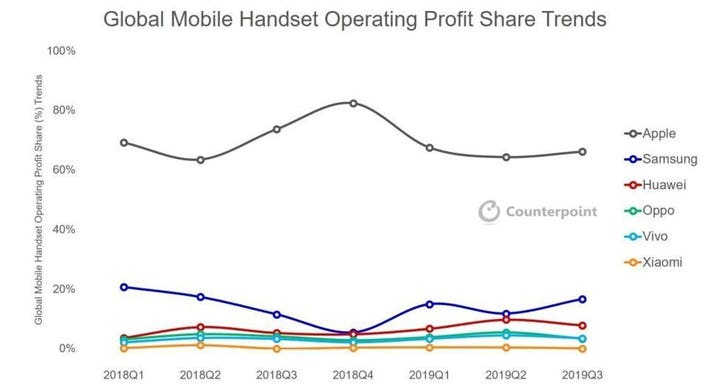 Global Mobile Handset Operating Profit Share Trends
Global Mobile Handset Operating Profit Share (%) Trends
100%
80%
60%
40%
20%
0%
2018Q1
2018Q2
2018Q3
2018Q4
2019Q1
2019Q2
2019Q3
Apple
Samsung
Huawei
Oppo
Vivo
Xiaomi
Counterpoint